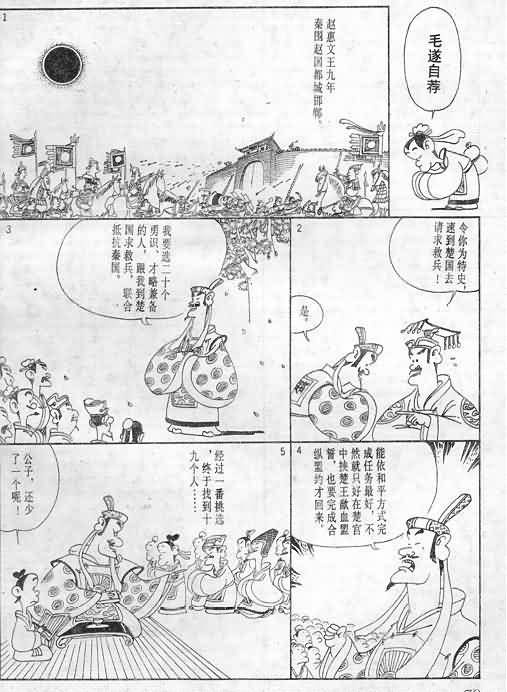 毛遂自荐
1
赵惠文王九年
秦围赵国都城邯郸。
2
令你为特史，
速到楚国去
请求救兵！
是。
3
我要选二十个
勇识、才略兼备
的人，跟我到楚
国求救兵，联合
抵抗秦国。
4
能依和平方式完
成任务最好，不
然就只好在楚宫
中挟楚王歃血盟
誓，也要完成合
纵盟约才回来。
5
经过一番挑选
，终于找到十
九个人……
公子，还少
了一个呢！